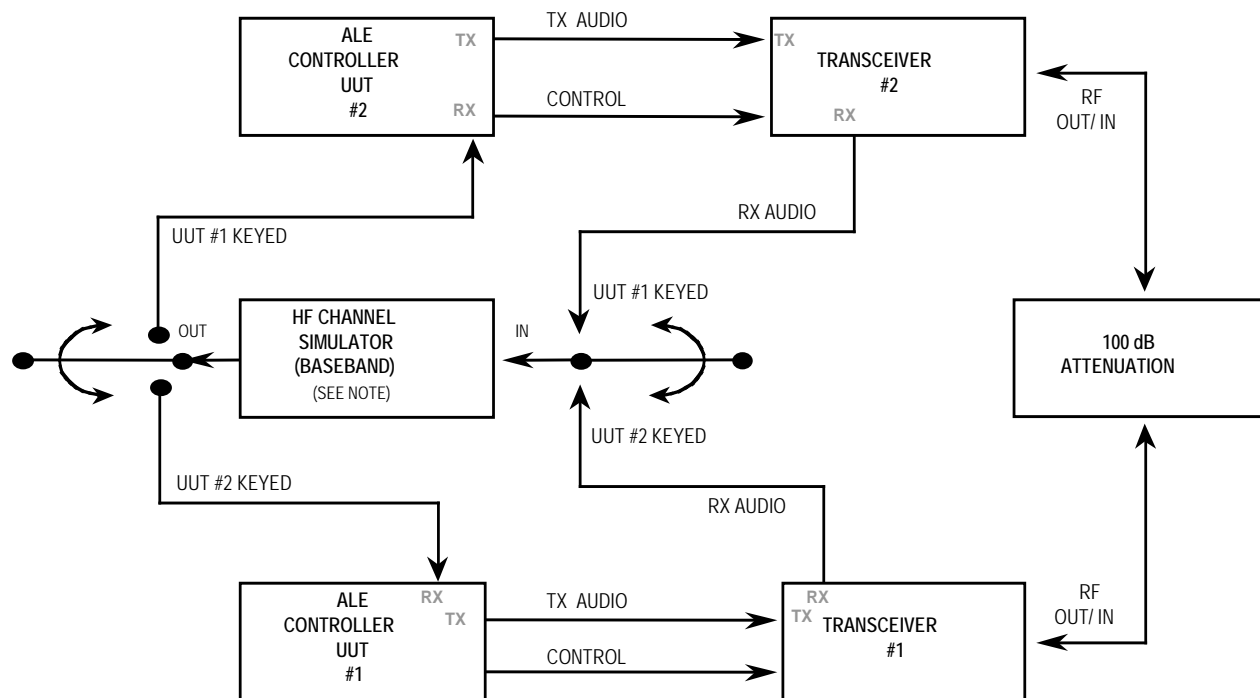 ALE
CONTROLLER
UUT
#2
TX
RX
TX AUDIO
CONTROL
TX
TRANSCEIVER
#2
RX
RF
OUT/ IN
RX AUDIO
UUT #1 KEYED
UUT #1 KEYED
OUT
HF CHANNEL
SIMULATOR
(BASEBAND)
(SEE NOTE)
IN
100 dB
ATTENUATION
UUT #2 KEYED
UUT #2 KEYED
RX AUDIO
ALE
CONTROLLER
UUT
#1
RX
TX
TX AUDIO
CONTROL
RX
TX
TRANSCEIVER
#1
RF
OUT/ IN